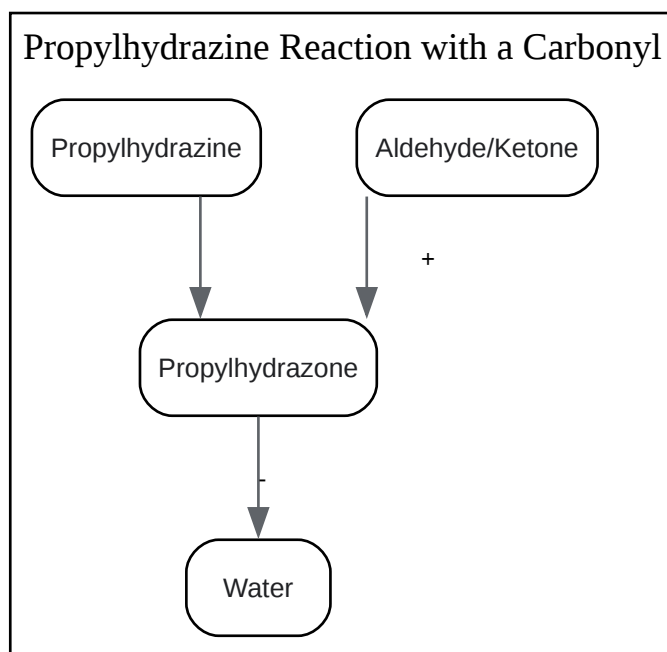 Propylhydrazine Reaction with a Carbonyl
Propylhydrazine
Aldehyde/Ketone
+
Propylhydrazone
-
Water